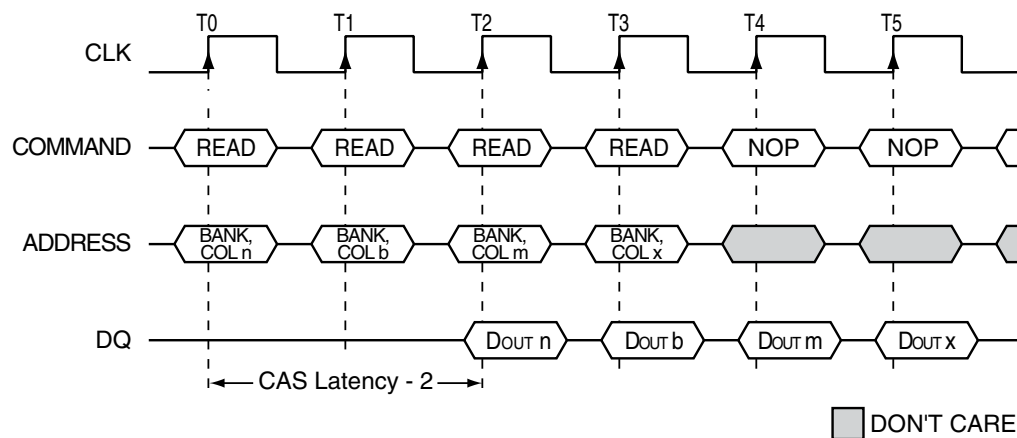 T0 T1 T2 T3 T4 T5
CLK
COMMAND READ READ READ READ NOP NOP
ADDRESS BANK, COL n BANK, COL b BANK, COL m BANK, COL x
DQ DOUT n DOUT b DOUT m DOUT x
CAS Latency - 2
DON'T CARE